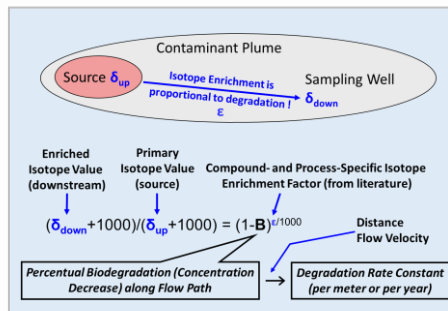 Contaminant Plume
Source δup
Isotope Enrichment is
proportional to degradation !
ε
Sampling Well
δdown
Enriched
Isotope Value
(downstream)
Primary
Isotope Value
(source)
Compound- and Process-Specific Isotope
Enrichment Factor (from literature)
(δdown+1000)/(δup+1000) = (1-B)ε/1000
Distance
Flow Velocity
Percentual Biodegradation (Concentration
Decrease) along Flow Path
→
Degradation Rate Constant
(per meter or per year)